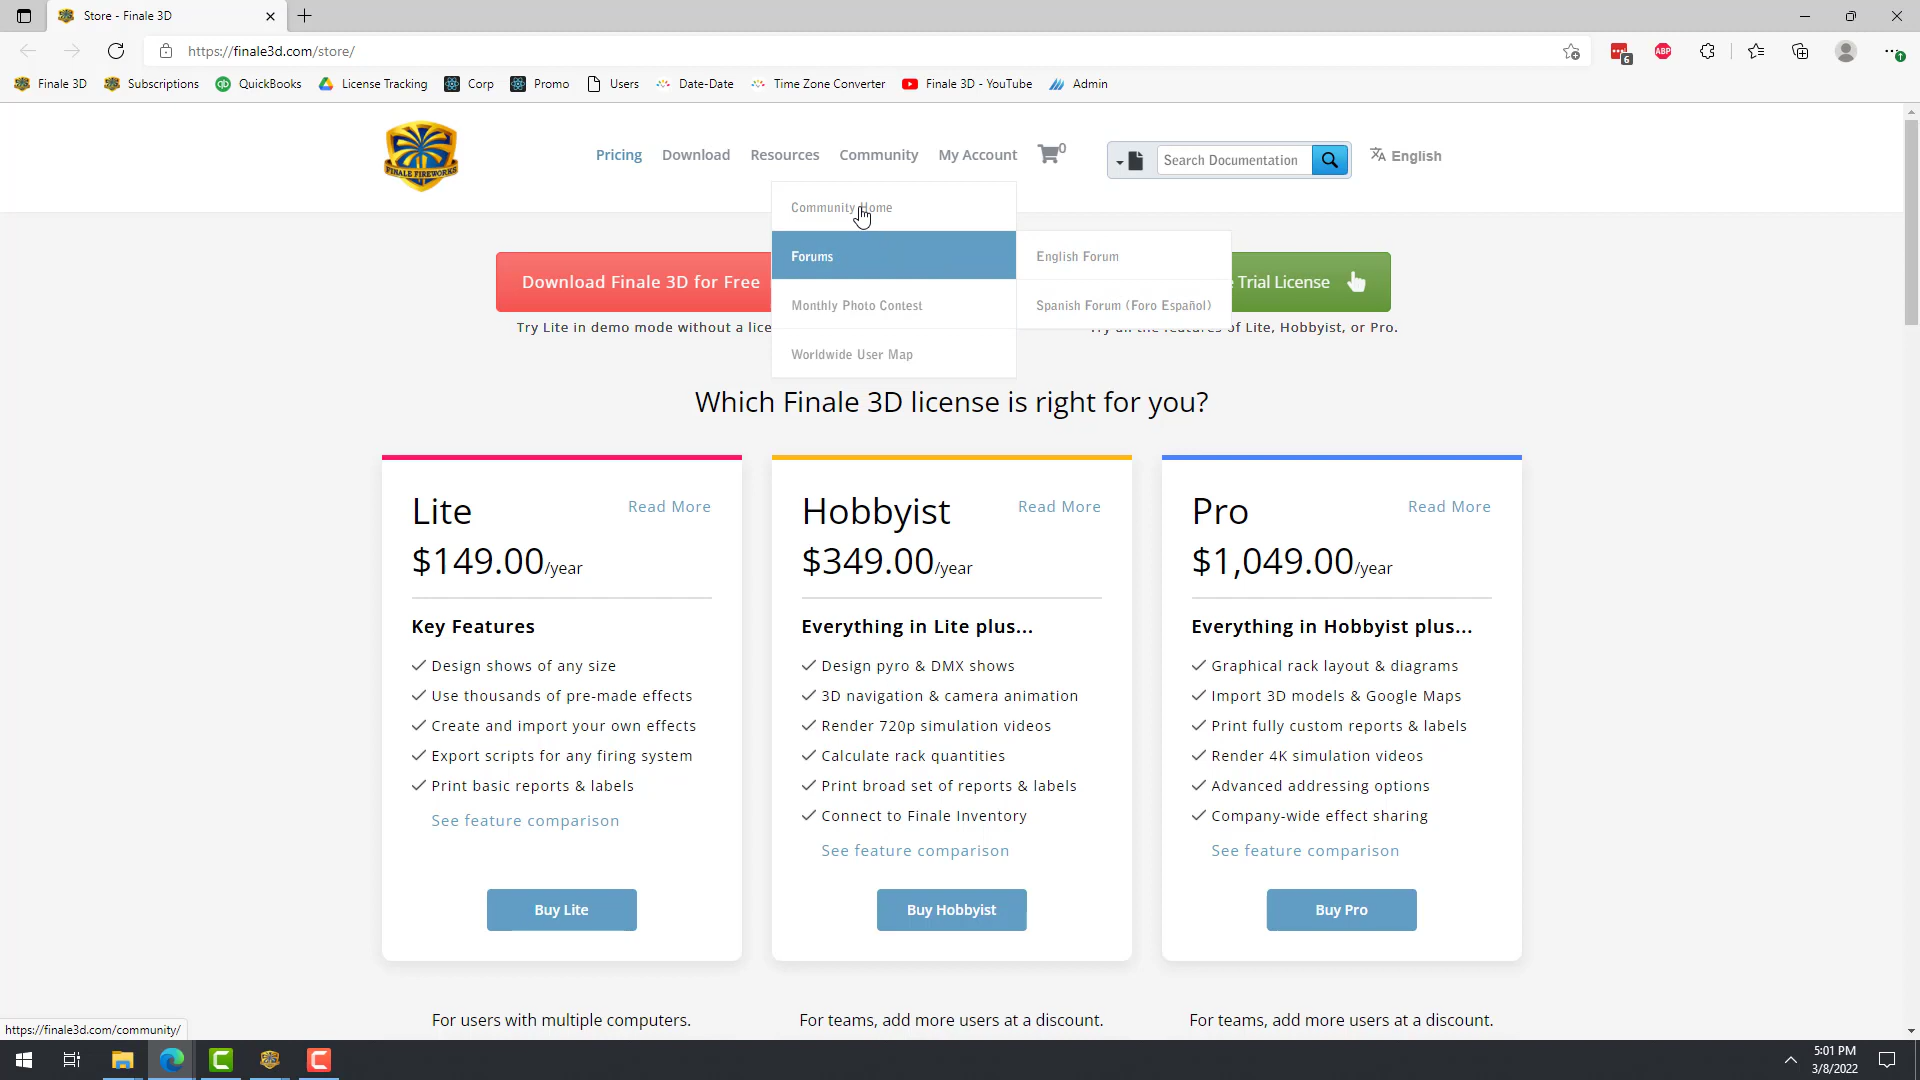 Store - Finale 3D
https://finale3d.com/store/
6
ABP
Finale 3D
Subscriptions
QuickBooks
License Tracking
Corp
Promo
Users
Date-Date
Time Zone Converter
Finale 3D - YouTube
Admin
FINALE FIREWORKS
Pricing
Download
Resources
Community
My Account
0
Search Documentation
English
Community Home
Forums
English Forum
Monthly Photo Contest
Spanish Forum (Foro Español)
Worldwide User Map
Download Finale 3D for Free
Trial License
Try Lite in demo mode without a lice
of Lite, Hobbyist, or Pro.
Which Finale 3D license is right for you?
Lite
Read More
$149.00/year
Key Features
Design shows of any size
Use thousands of pre-made effects
Create and import your own effects
Export scripts for any firing system
Print basic reports & labels
See feature comparison
Buy Lite
Hobbyist
Read More
$349.00/year
Everything in Lite plus...
Design pyro & DMX shows
3D navigation & camera animation
Render 720p simulation videos
Calculate rack quantities
Print broad set of reports & labels
Connect to Finale Inventory
See feature comparison
Buy Hobbyist
Pro
Read More
$1,049.00/year
Everything in Hobbyist plus...
Graphical rack layout & diagrams
Import 3D models & Google Maps
Print fully custom reports & labels
Render 4K simulation videos
Advanced addressing options
Company-wide effect sharing
See feature comparison
Buy Pro
For users with multiple computers.
For teams, add more users at a discount.
For teams, add more users at a discount.
https://finale3d.com/community/
5:01 PM
3/8/2022